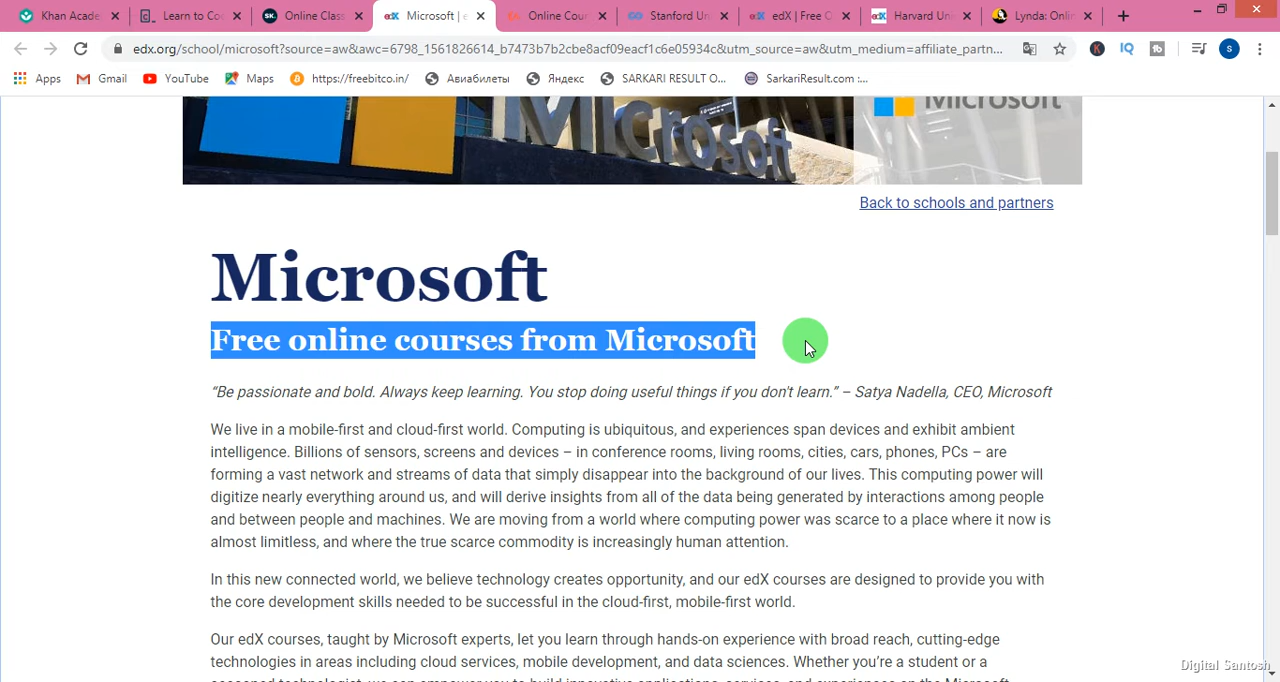 Khan Acade
Learn to Co
Online Class
Microsoft | e
Online Cour
Stanford Un
edX | Free O
Harvard Uni
Lynda: Onlin
edx.org/school/microsoft?source=aw&awc=6798_1561826614_b7473b7b2cbe8acf09eacf1c6e05934c&utm_source=aw&utm_medium=affiliate_partn...
Apps
Gmail
YouTube
Maps
https://freebitco.in/
Авиабилеты
Яндекс
SARKARI RESULT O...
SarkariResult.com :...
Microsoft
Microsoft
Back to schools and partners
Microsoft
Free online courses from Microsoft
“Be passionate and bold. Always keep learning. You stop doing useful things if you don't learn.” – Satya Nadella, CEO, Microsoft
We live in a mobile-first and cloud-first world. Computing is ubiquitous, and experiences span devices and exhibit ambient
intelligence. Billions of sensors, screens and devices – in conference rooms, living rooms, cities, cars, phones, PCs – are
forming a vast network and streams of data that simply disappear into the background of our lives. This computing power will
digitize nearly everything around us, and will derive insights from all of the data being generated by interactions among people
and between people and machines. We are moving from a world where computing power was scarce to a place where it now is
almost limitless, and where the true scarce commodity is increasingly human attention.
In this new connected world, we believe technology creates opportunity, and our edX courses are designed to provide you with
the core development skills needed to be successful in the cloud-first, mobile-first world.
Our edX courses, taught by Microsoft experts, let you learn through hands-on experience with broad reach, cutting-edge
technologies in areas including cloud services, mobile development, and data sciences. Whether you’re a student or a
Digital Santosh